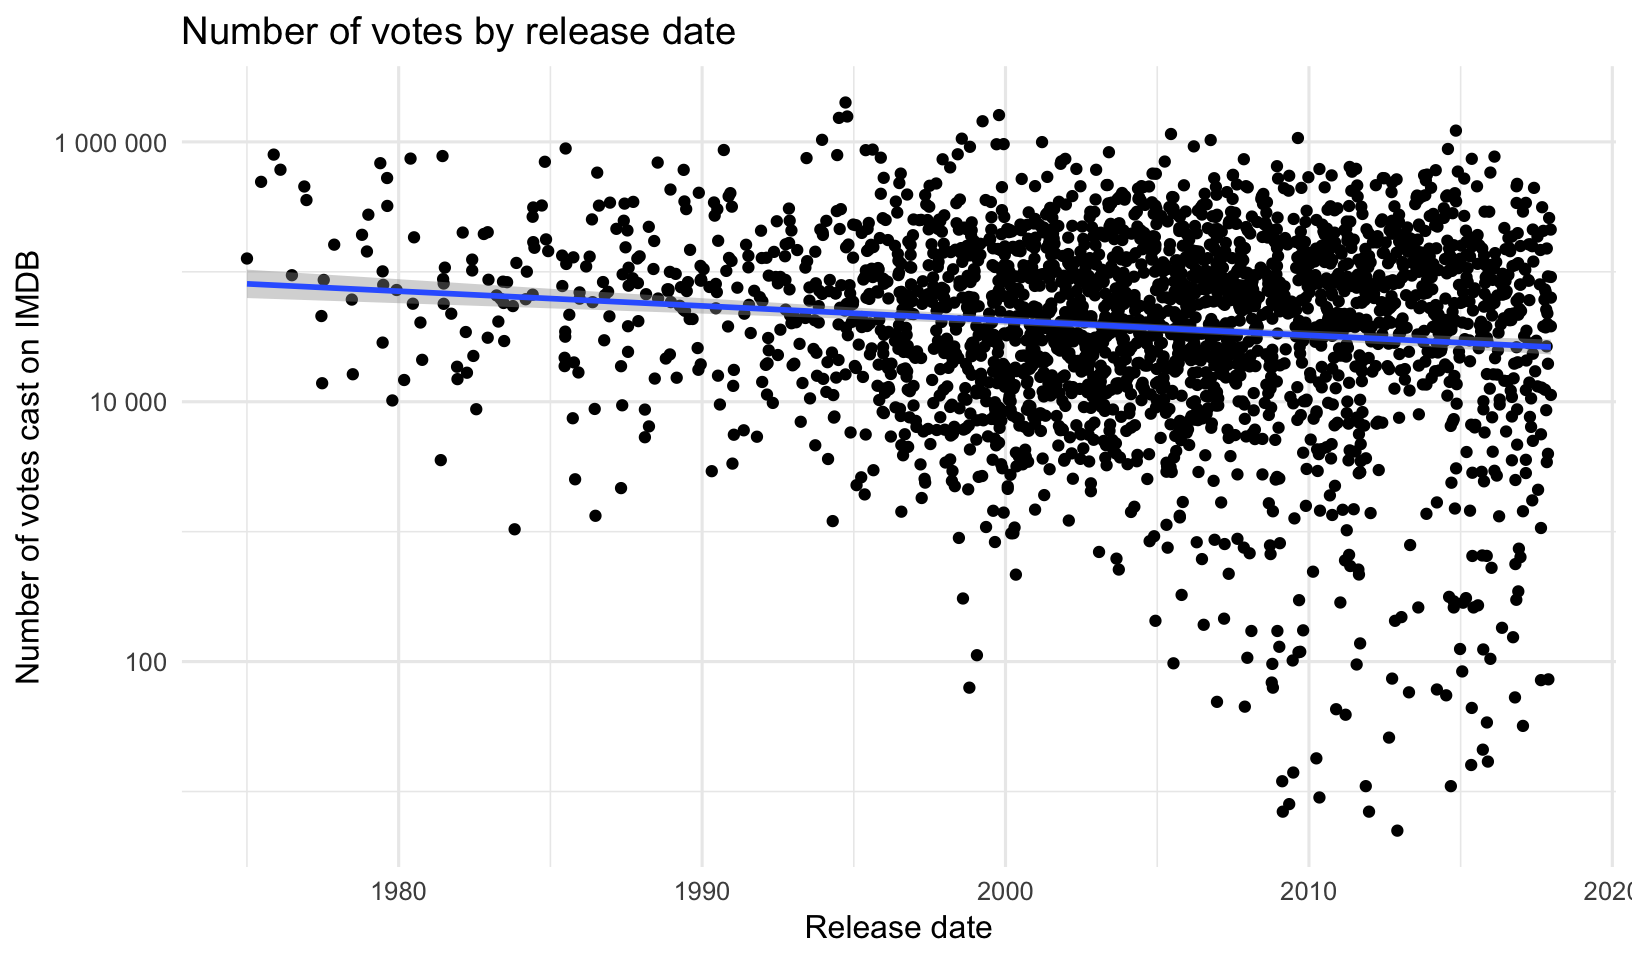 Number of votes by release date
Number of votes cast on IMDB
1 000 000
10 000
100
1980
1990
2000
2010
2020
Release date